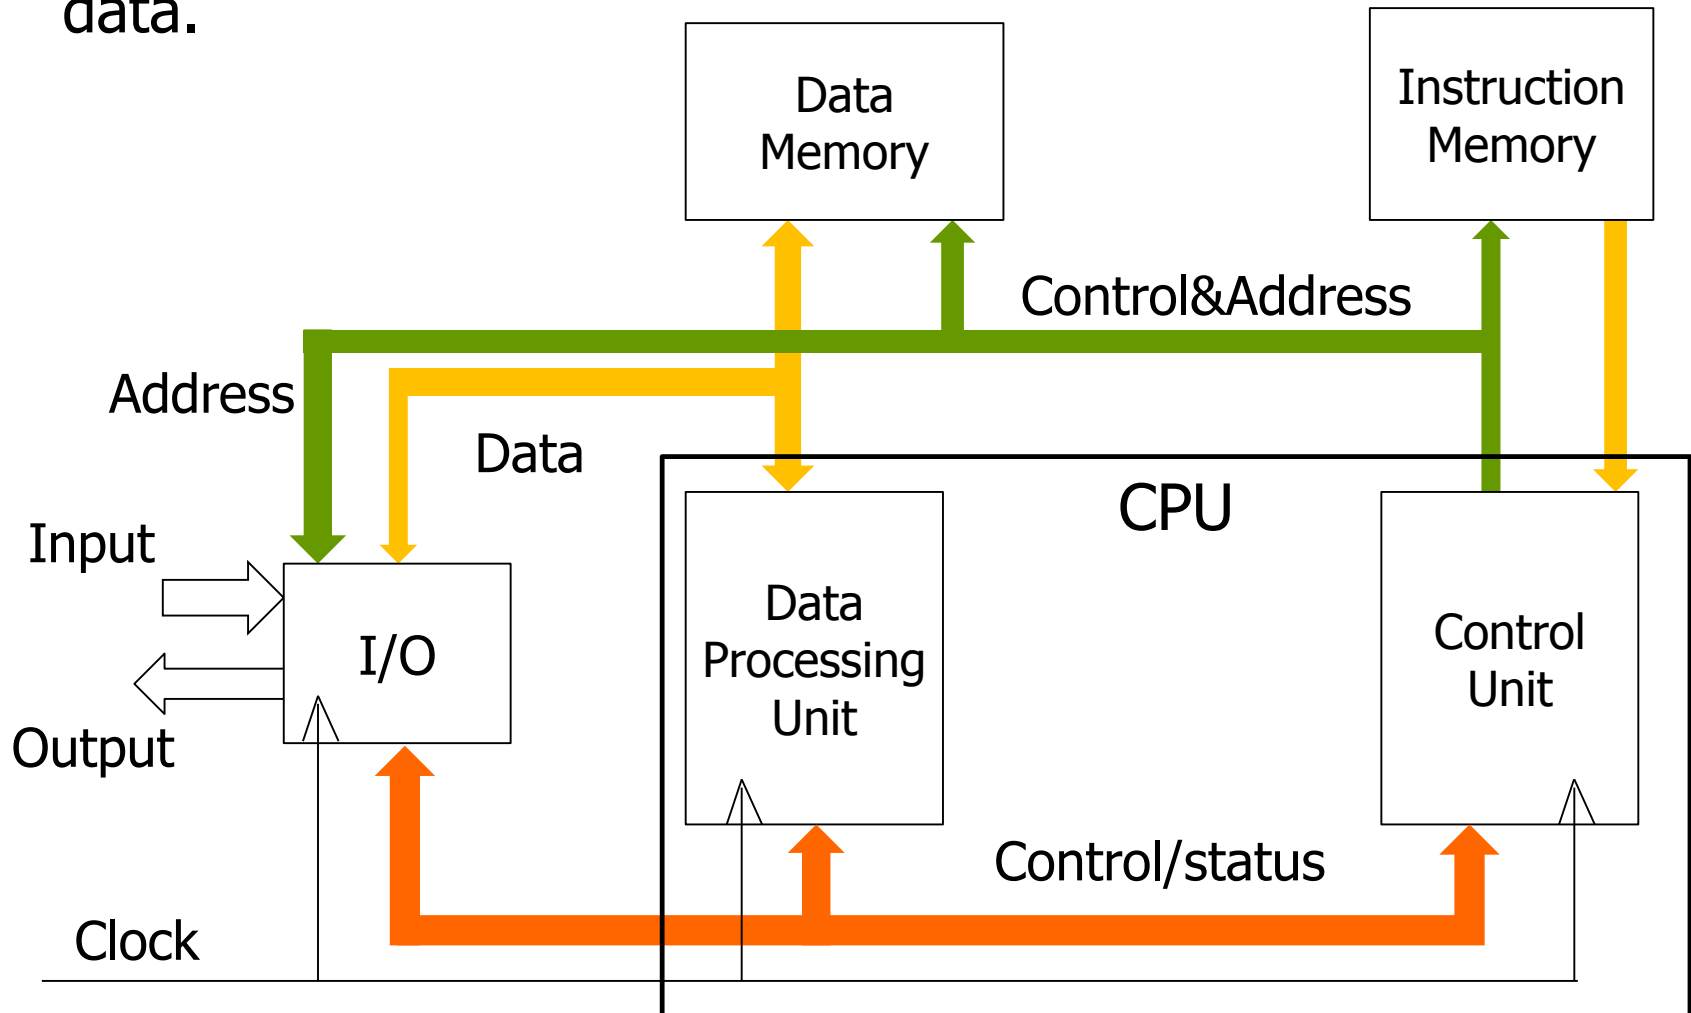 data.
Data
Memory
Instruction
Memory
Control&Address
Address
Data
CPU
Input
I/O
Output
Data
Processing
Unit
Control
Unit
Control/status
Clock